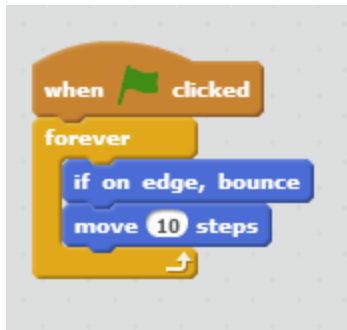 when clicked
forever
if on edge, bounce
move 10 steps